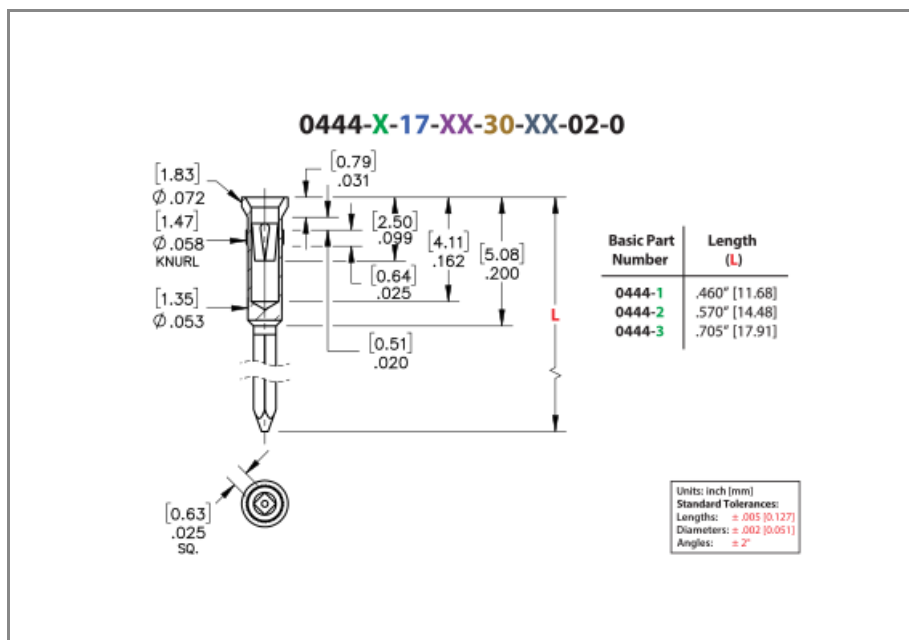 0444-X-17-XX-30-XX-02-0
[1.83]
Ø.072
[1.47]
Ø.058
KNURL
[1.35]
Ø.053
[0.79]
.031
[2.50]
.099
[0.64]
.025
[0.51]
.020
[4.11]
.162
[5.08]
.200
L
[0.63]
.025
SQ.
Basic Part Number Length (L)
0444-1 .460" [11.68]
0444-2 .570" [14.48]
0444-3 .705" [17.91]
Units: inch [mm]
Standard Tolerances:
Lengths: ± .005 [0.127]
Diameters: ± .002 [0.051]
Angles: ± 2°